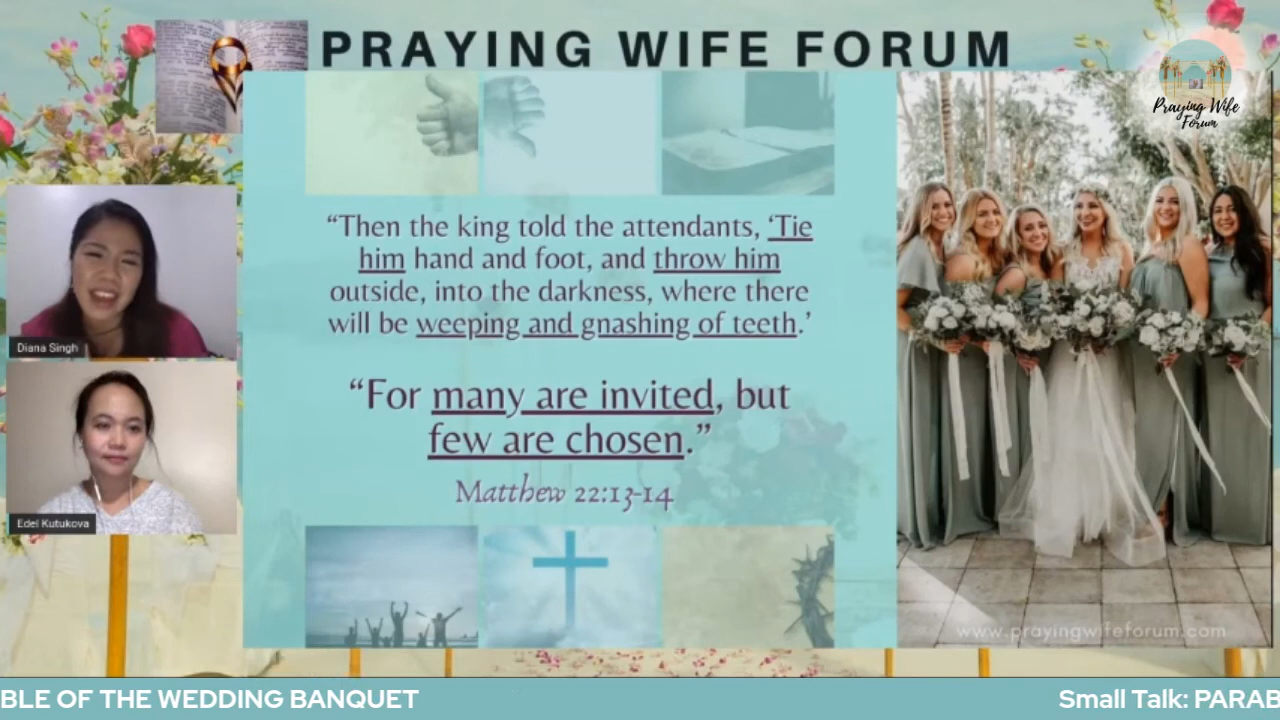 PRAYING WIFE FORUM
Praying Wife
Forum
“Then the king told the attendants, ‘Tie
him hand and foot, and throw him
outside, into the darkness, where there
will be weeping and gnashing of teeth.’
“For many are invited, but
few are chosen.”
Matthew 22:13-14
Diana Singh
Edel Kutukova
www.prayingwifeforum.com
BLE OF THE WEDDING BANQUET
Small Talk: PARAB